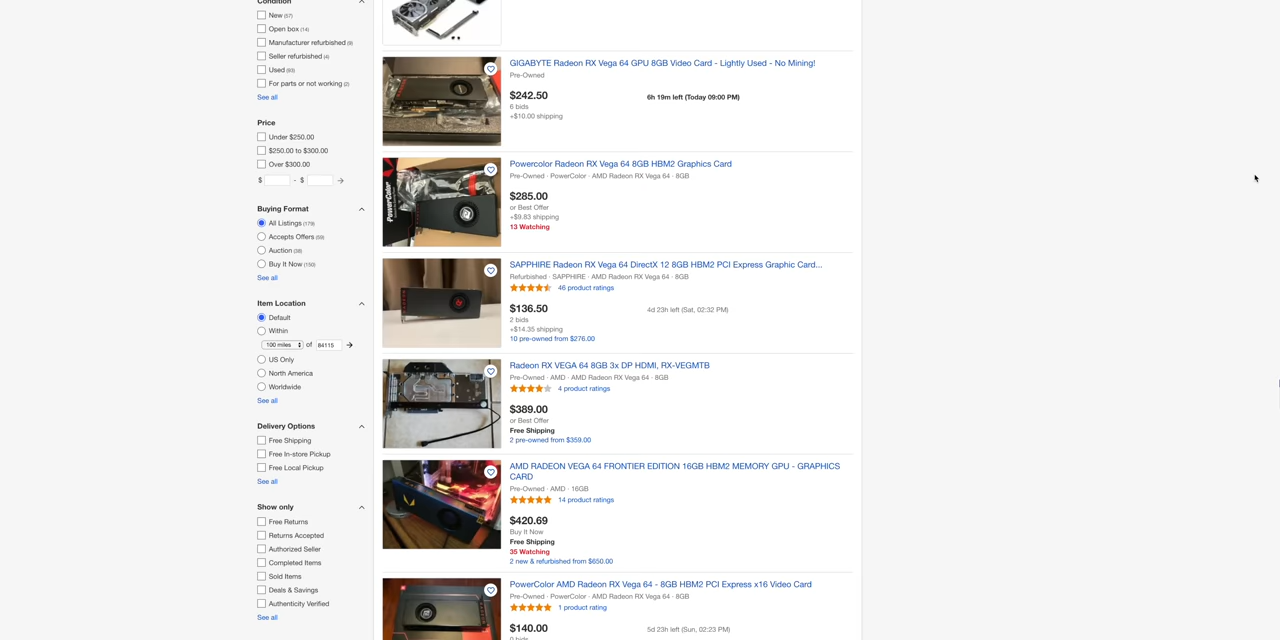 Condition
New (57)
Open box (14)
Manufacturer refurbished (9)
Seller refurbished (4)
Used (93)
For parts or not working (2)
See all
Price
Under $250.00
$250.00 to $300.00
Over $300.00
$ - $
Buying Format
All Listings (179)
Accepts Offers (59)
Auction (38)
Buy It Now (150)
See all
Item Location
Default
Within
100 miles of 84115
US Only
North America
Worldwide
See all
Delivery Options
Free Shipping
Free In-store Pickup
Free Local Pickup
See all
Show only
Free Returns
Returns Accepted
Authorized Seller
Completed Items
Sold Items
Deals & Savings
Authenticity Verified
See all
GIGABYTE Radeon RX Vega 64 GPU 8GB Video Card - Lightly Used - No Mining!
Pre-Owned
$242.50
6h 19m left (Today 09:00 PM)
6 bids
+$10.00 shipping
PowerColor
Powercolor Radeon RX Vega 64 8GB HBM2 Graphics Card
Pre-Owned · PowerColor · AMD Radeon RX Vega 64 · 8GB
$285.00
or Best Offer
+$9.83 shipping
13 Watching
SAPPHIRE Radeon RX Vega 64 DirectX 12 8GB HBM2 PCI Express Graphic Card...
Refurbished · SAPPHIRE · AMD Radeon RX Vega 64 · 8GB
46 product ratings
$136.50
4d 23h left (Sat, 02:32 PM)
2 bids
+$14.35 shipping
10 pre-owned from $276.00
Radeon RX VEGA 64 8GB 3x DP HDMI, RX-VEGMTB
Pre-Owned · AMD · AMD Radeon RX Vega 64 · 8GB
4 product ratings
$389.00
or Best Offer
Free Shipping
2 pre-owned from $359.00
AMD RADEON VEGA 64 FRONTIER EDITION 16GB HBM2 MEMORY GPU - GRAPHICS
CARD
Pre-Owned · AMD · 16GB
14 product ratings
$420.69
Buy It Now
Free Shipping
35 Watching
2 new & refurbished from $650.00
PowerColor AMD Radeon RX Vega 64 - 8GB HBM2 PCI Express x16 Video Card
Pre-Owned · PowerColor · AMD Radeon RX Vega 64 · 8GB
1 product rating
$140.00
5d 23h left (Sun, 02:23 PM)
0 bids